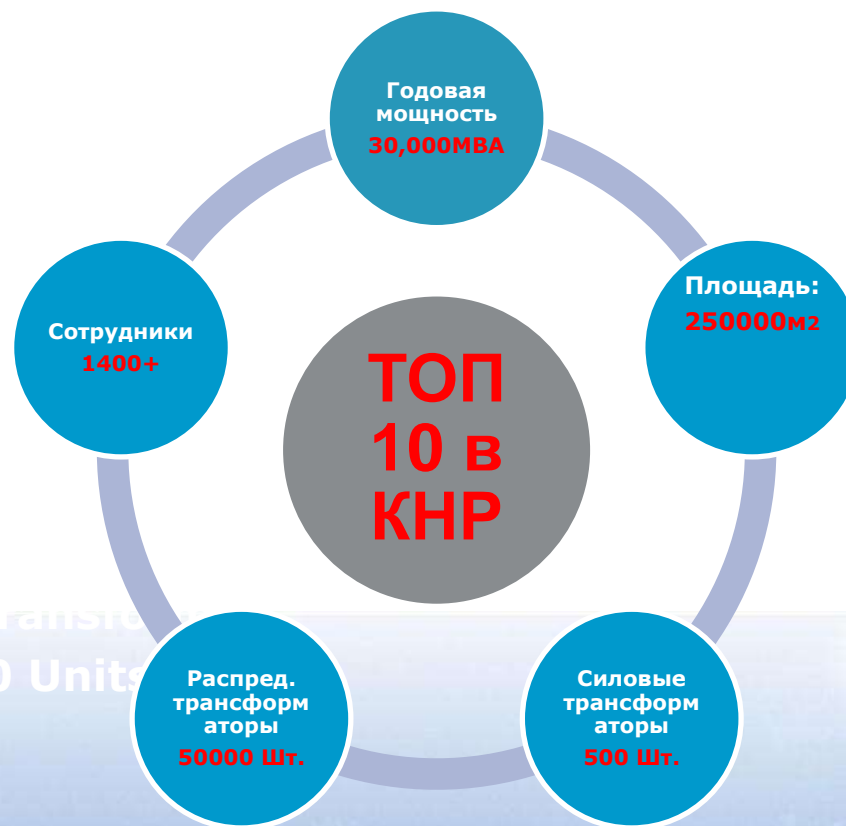 Годовая
мощность
30,000МВА
Площадь:
250000м2
Сотрудники
1400+
ТОП
10 в
КНР
Units
Распред.
трансформ
аторы
50000 Шт.
Силовые
трансформ
аторы
500 Шт.